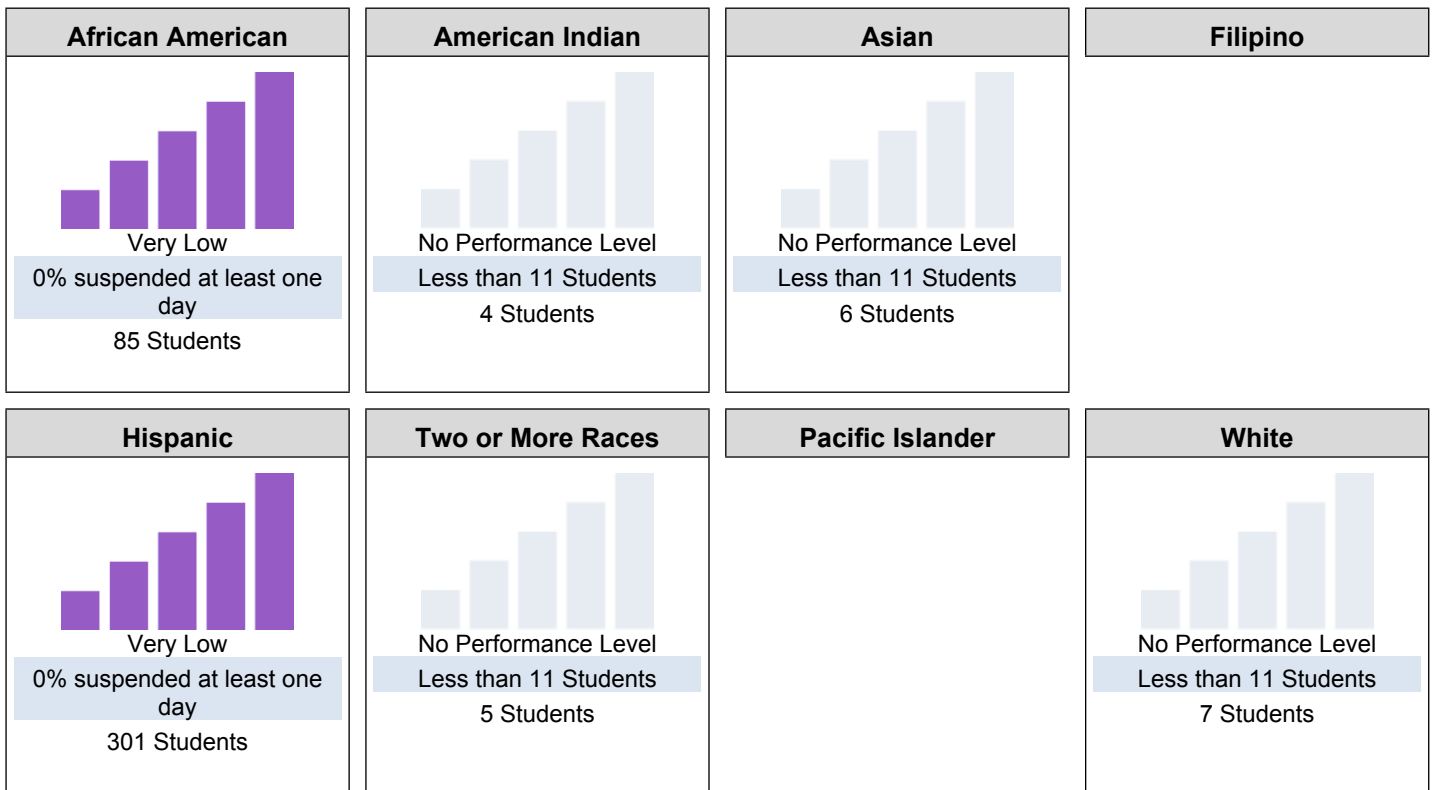 African American
Very Low
0% suspended at least one
day
85 Students
American Indian
No Performance Level
Less than 11 Students
4 Students
Asian
No Performance Level
Less than 11 Students
6 Students
Filipino
Hispanic
Very Low
0% suspended at least one
day
301 Students
Two or More Races
No Performance Level
Less than 11 Students
5 Students
Pacific Islander
White
No Performance Level
Less than 11 Students
7 Students